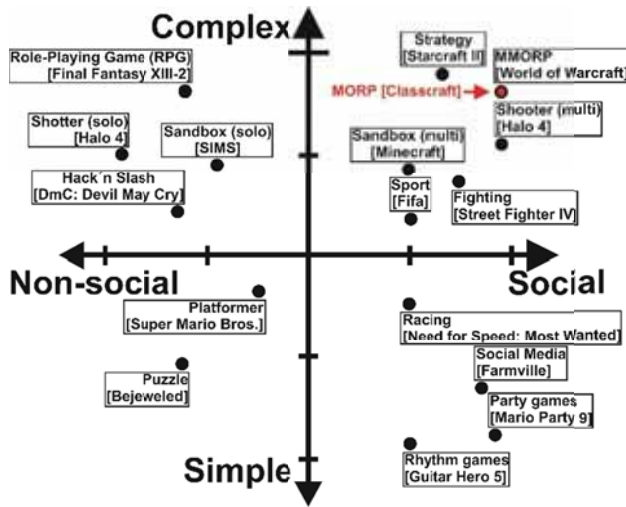 Complex
Role-Playing Game (RPG)
[Final Fantasy XIII-2]
Strategy
[Starcraft II]
MMORP
[World of Warcraft]
MORP [Classcraft]
Shotter (solo)
[Halo 4]
Sandbox (solo)
[SIMS]
Shooter (multi)
[Halo 4]
Sandbox (multi)
[Minecraft]
Hack´n Slash
[DmC: Devil May Cry]
Sport
[Fifa]
Fighting
[Street Fighter IV]
Non-social
Social
Platformer
[Super Mario Bros.]
Racing
[Need for Speed: Most Wanted]
Puzzle
[Bejeweled]
Social Media
[Farmville]
Party games
[Mario Party 9]
Simple
Rhythm games
[Guitar Hero 5]